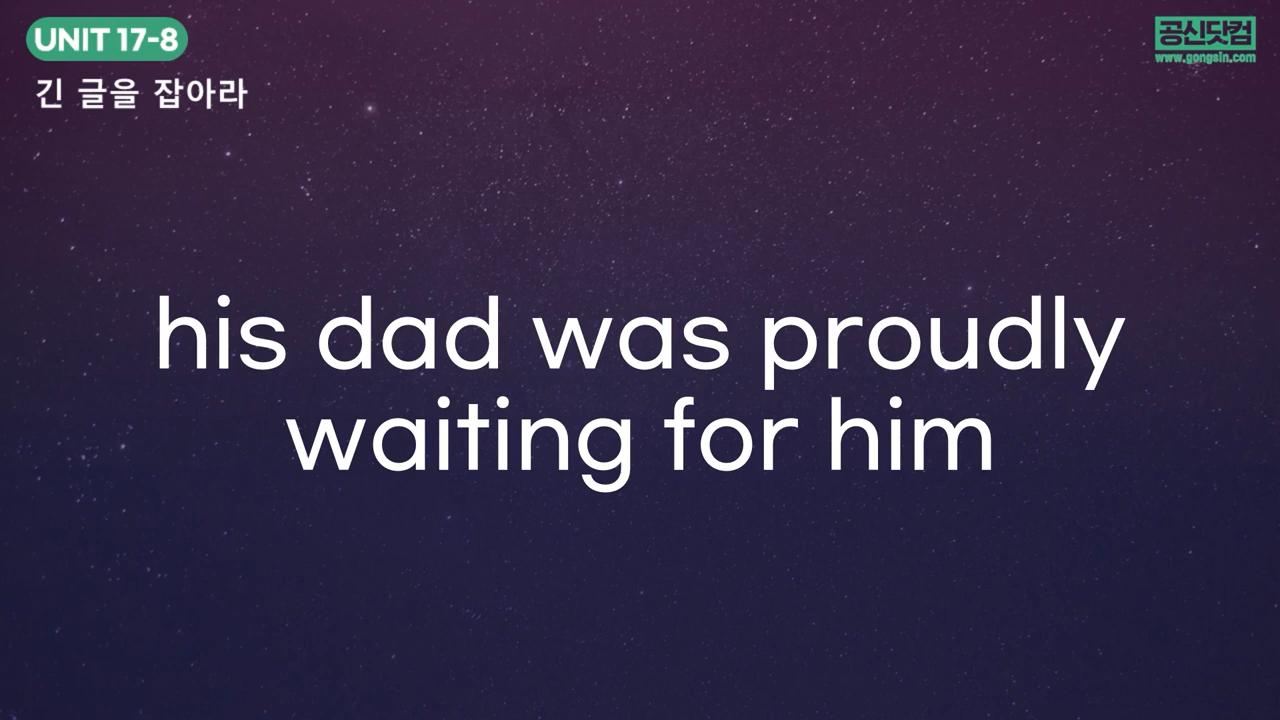 UNIT 17-8
공신닷컴
www.gongsin.com
긴 글을 잡아라
his dad was proudly
waiting for him